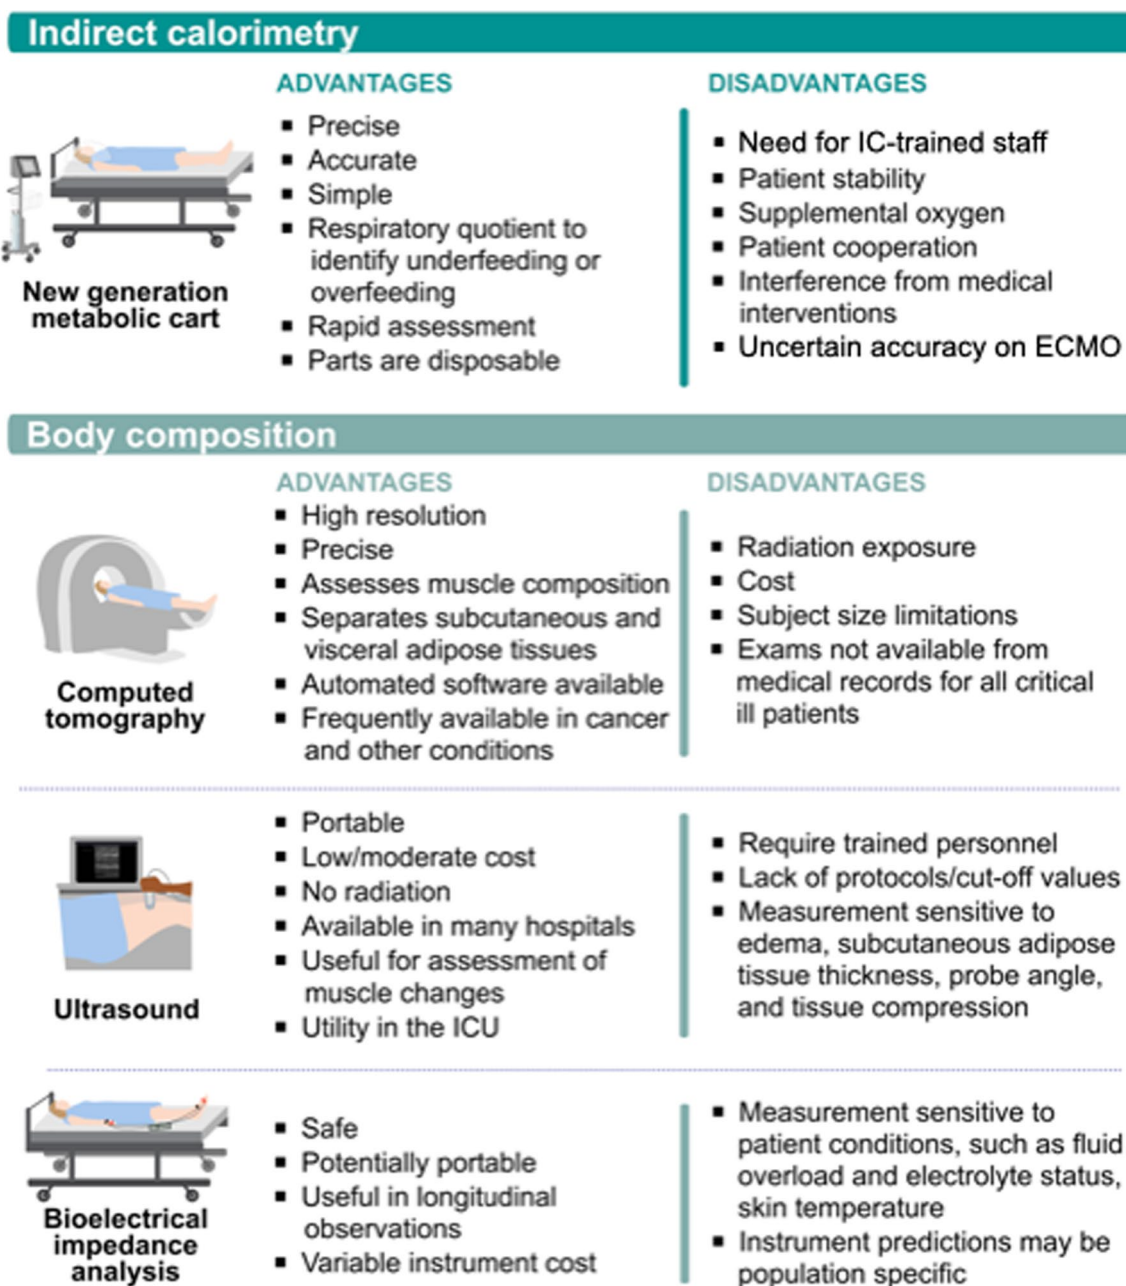 Indirect calorimetry
ADVANTAGES
▪ Precise
▪ Accurate
▪ Simple
▪ Respiratory quotient to
identify underfeeding or
overfeeding
▪ Rapid assessment
▪ Parts are disposable
DISADVANTAGES
▪ Need for IC-trained staff
▪ Patient stability
▪ Supplemental oxygen
▪ Patient cooperation
▪ Interference from medical
interventions
▪ Uncertain accuracy on ECMO
New generation
metabolic cart
Body composition
ADVANTAGES
▪ High resolution
▪ Precise
▪ Assesses muscle composition
▪ Separates subcutaneous and
visceral adipose tissues
▪ Automated software available
▪ Frequently available in cancer
and other conditions
DISADVANTAGES
▪ Radiation exposure
▪ Cost
▪ Subject size limitations
▪ Exams not available from
medical records for all critical
ill patients
Computed
tomography
▪ Portable
▪ Low/moderate cost
▪ No radiation
▪ Available in many hospitals
▪ Useful for assessment of
muscle changes
▪ Utility in the ICU
▪ Require trained personnel
▪ Lack of protocols/cut-off values
▪ Measurement sensitive to
edema, subcutaneous adipose
tissue thickness, probe angle,
and tissue compression
Ultrasound
▪ Safe
▪ Potentially portable
▪ Useful in longitudinal
observations
▪ Variable instrument cost
▪ Measurement sensitive to
patient conditions, such as fluid
overload and electrolyte status,
skin temperature
▪ Instrument predictions may be
population specific
Bioelectrical
impedance
analysis